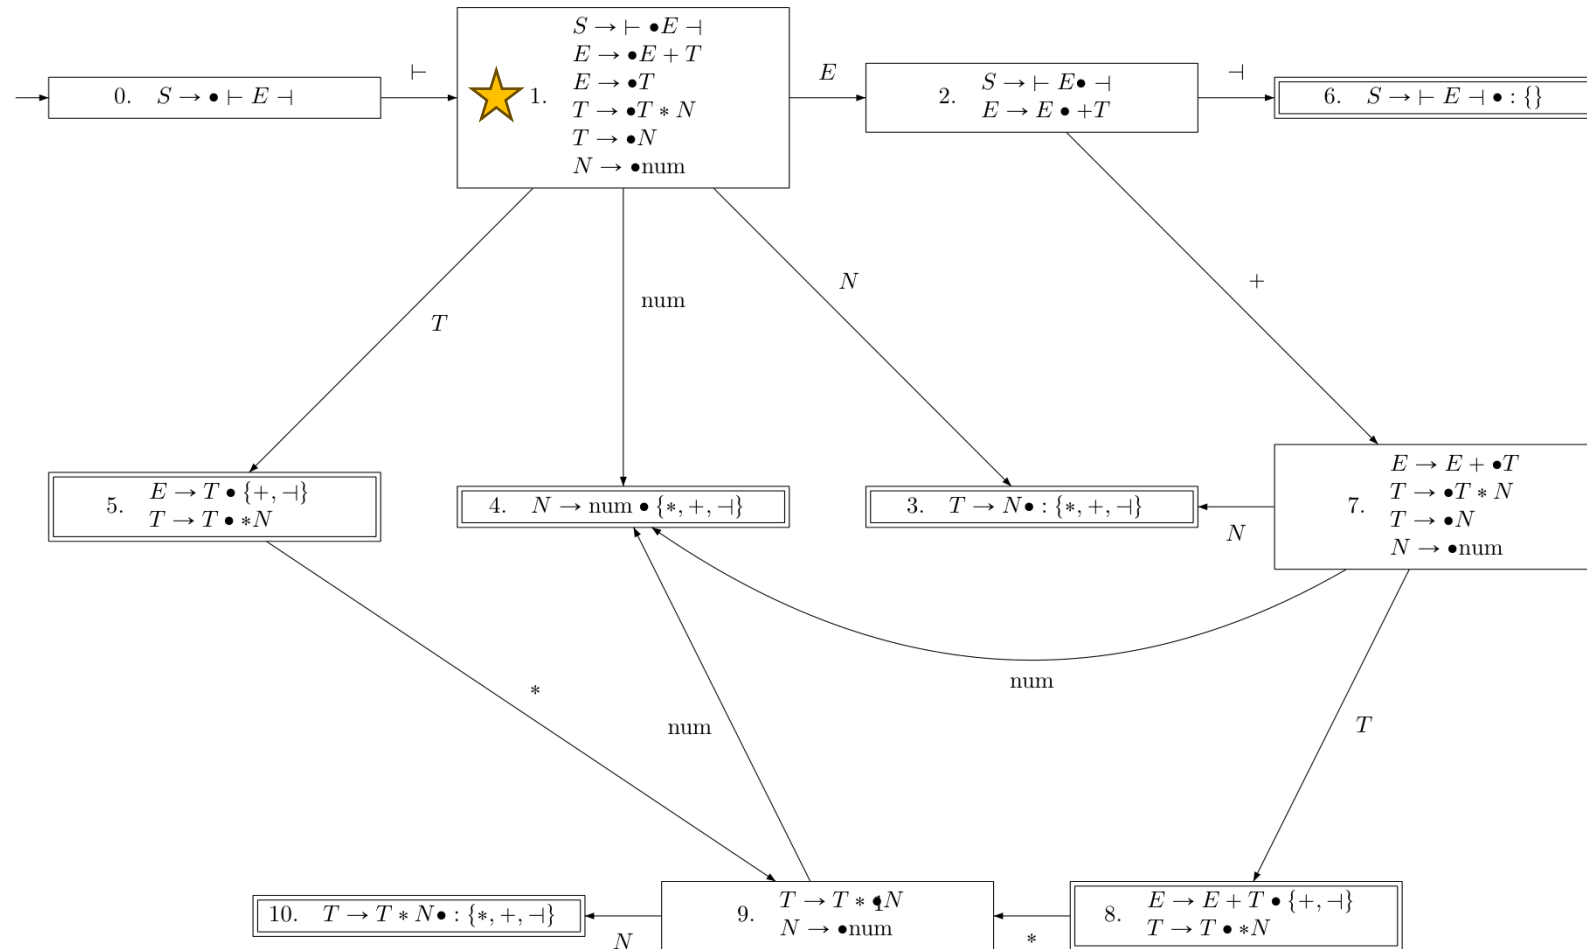 0. S → • ⊢ E ⊣
⊢
1.
S → ⊢ •E ⊣
E → •E + T
E → •T
T → •T * N
T → •N
N → •num
E
2.
S → ⊢ E• ⊣
E → E • +T
⊣
6. S → ⊢ E ⊣ • : {}
T
num
N
+
5.
E → T • {+, ⊣}
T → T • *N
4. N → num • {*, +, ⊣}
3. T → N• : {*, +, ⊣}
N
7.
E → E + •T
T → •T * N
T → •N
N → •num
*
num
num
T
10. T → T * N• : {*, +, ⊣}
N
9.
T → T * •N
N → •num
*
8.
E → E + T • {+, ⊣}
T → T • *N